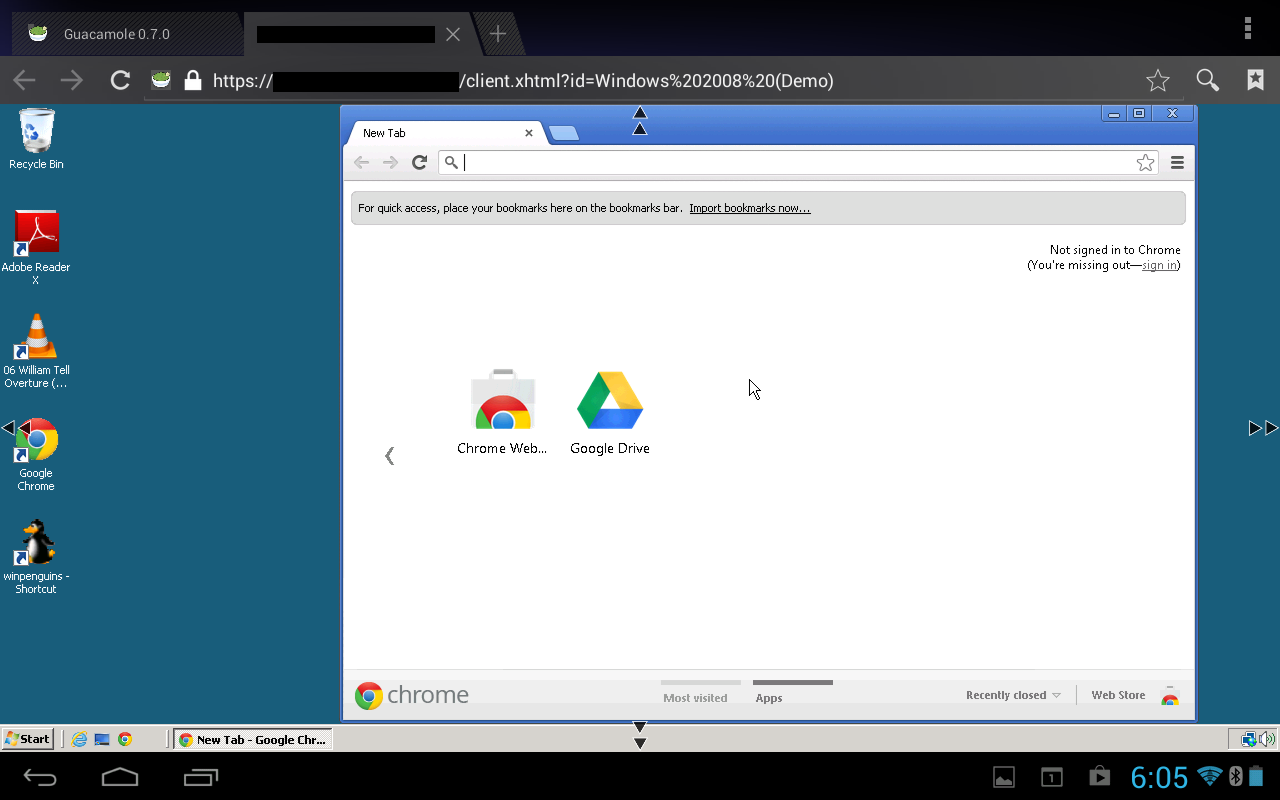 Guacamole 0.7.0
https:// /client.xhtml?id=Windows%202008%20(Demo)
Recycle Bin
Adobe Reader
X
06 William Tell
Overture (...
Google
Chrome
winpenguins -
Shortcut
New Tab
For quick access, place your bookmarks here on the bookmarks bar. Import bookmarks now...
Not signed in to Chrome
(You're missing out—sign in)
Chrome Web...
Google Drive
chrome
Most visited
Apps
Recently closed
Web Store
Start
New Tab - Google Chr...
1
6:05